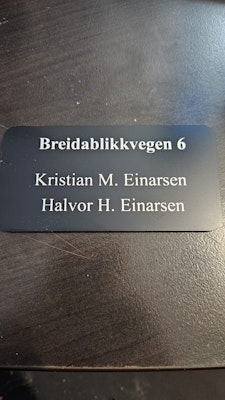 Breidablikkvegen 6
Kristian M. Einarsen
Halvor H. Einarsen